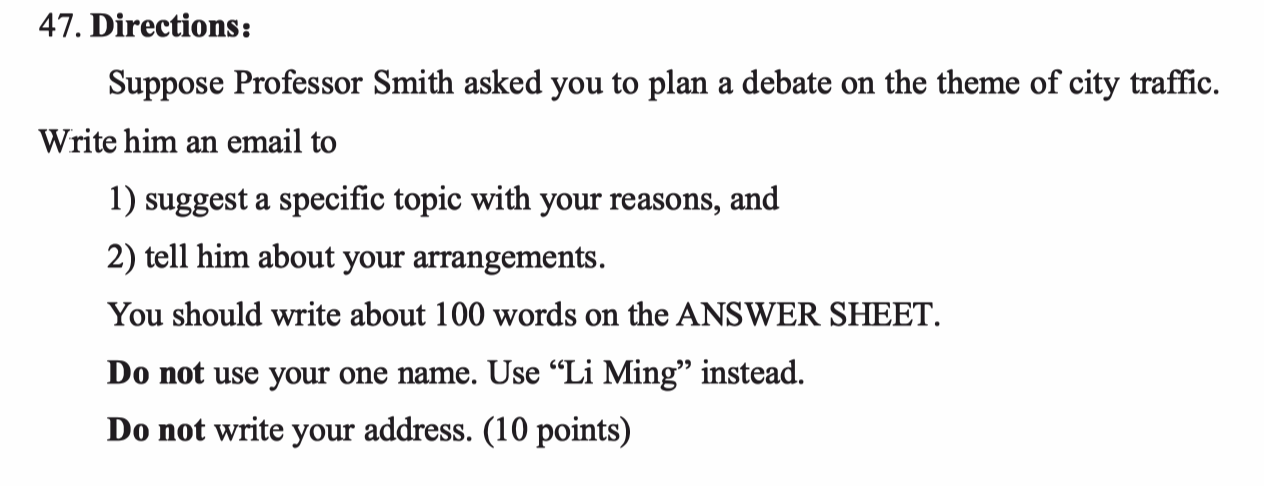 47. Directions:
Suppose Professor Smith asked you to plan a debate on the theme of city traffic.
Write him an email to
1) suggest a specific topic with your reasons, and
2) tell him about your arrangements.
You should write about 100 words on the ANSWER SHEET.
Do not use your one name. Use “Li Ming” instead.
Do not write your address. (10 points)